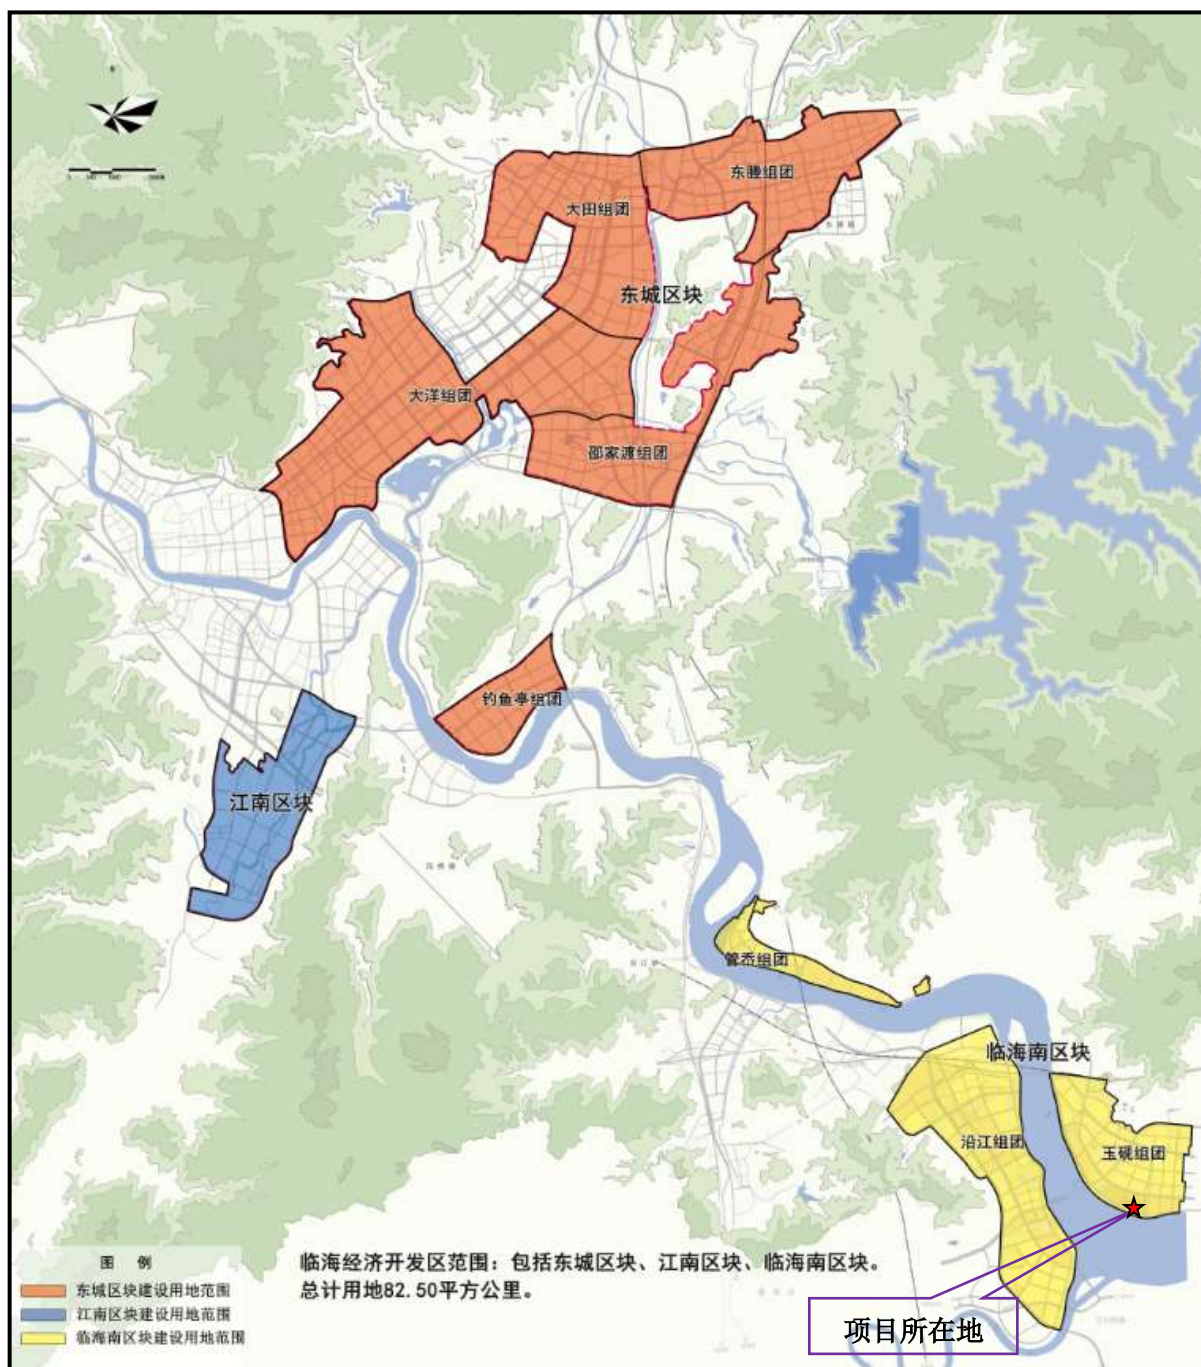 东塍组团
大田组团
东城区块
大洋组团
邵家渡组团
钓鱼亭组团
江南区块
管岙组团
临海南区块
沿江组团
玉砚组团
图 例
东城区块建设用地范围
江南区块建设用地范围
临海南区块建设用地范围
临海经济开发区范围：包括东城区块、江南区块、临海南区块。
总计用地82.50平方公里。
项目所在地